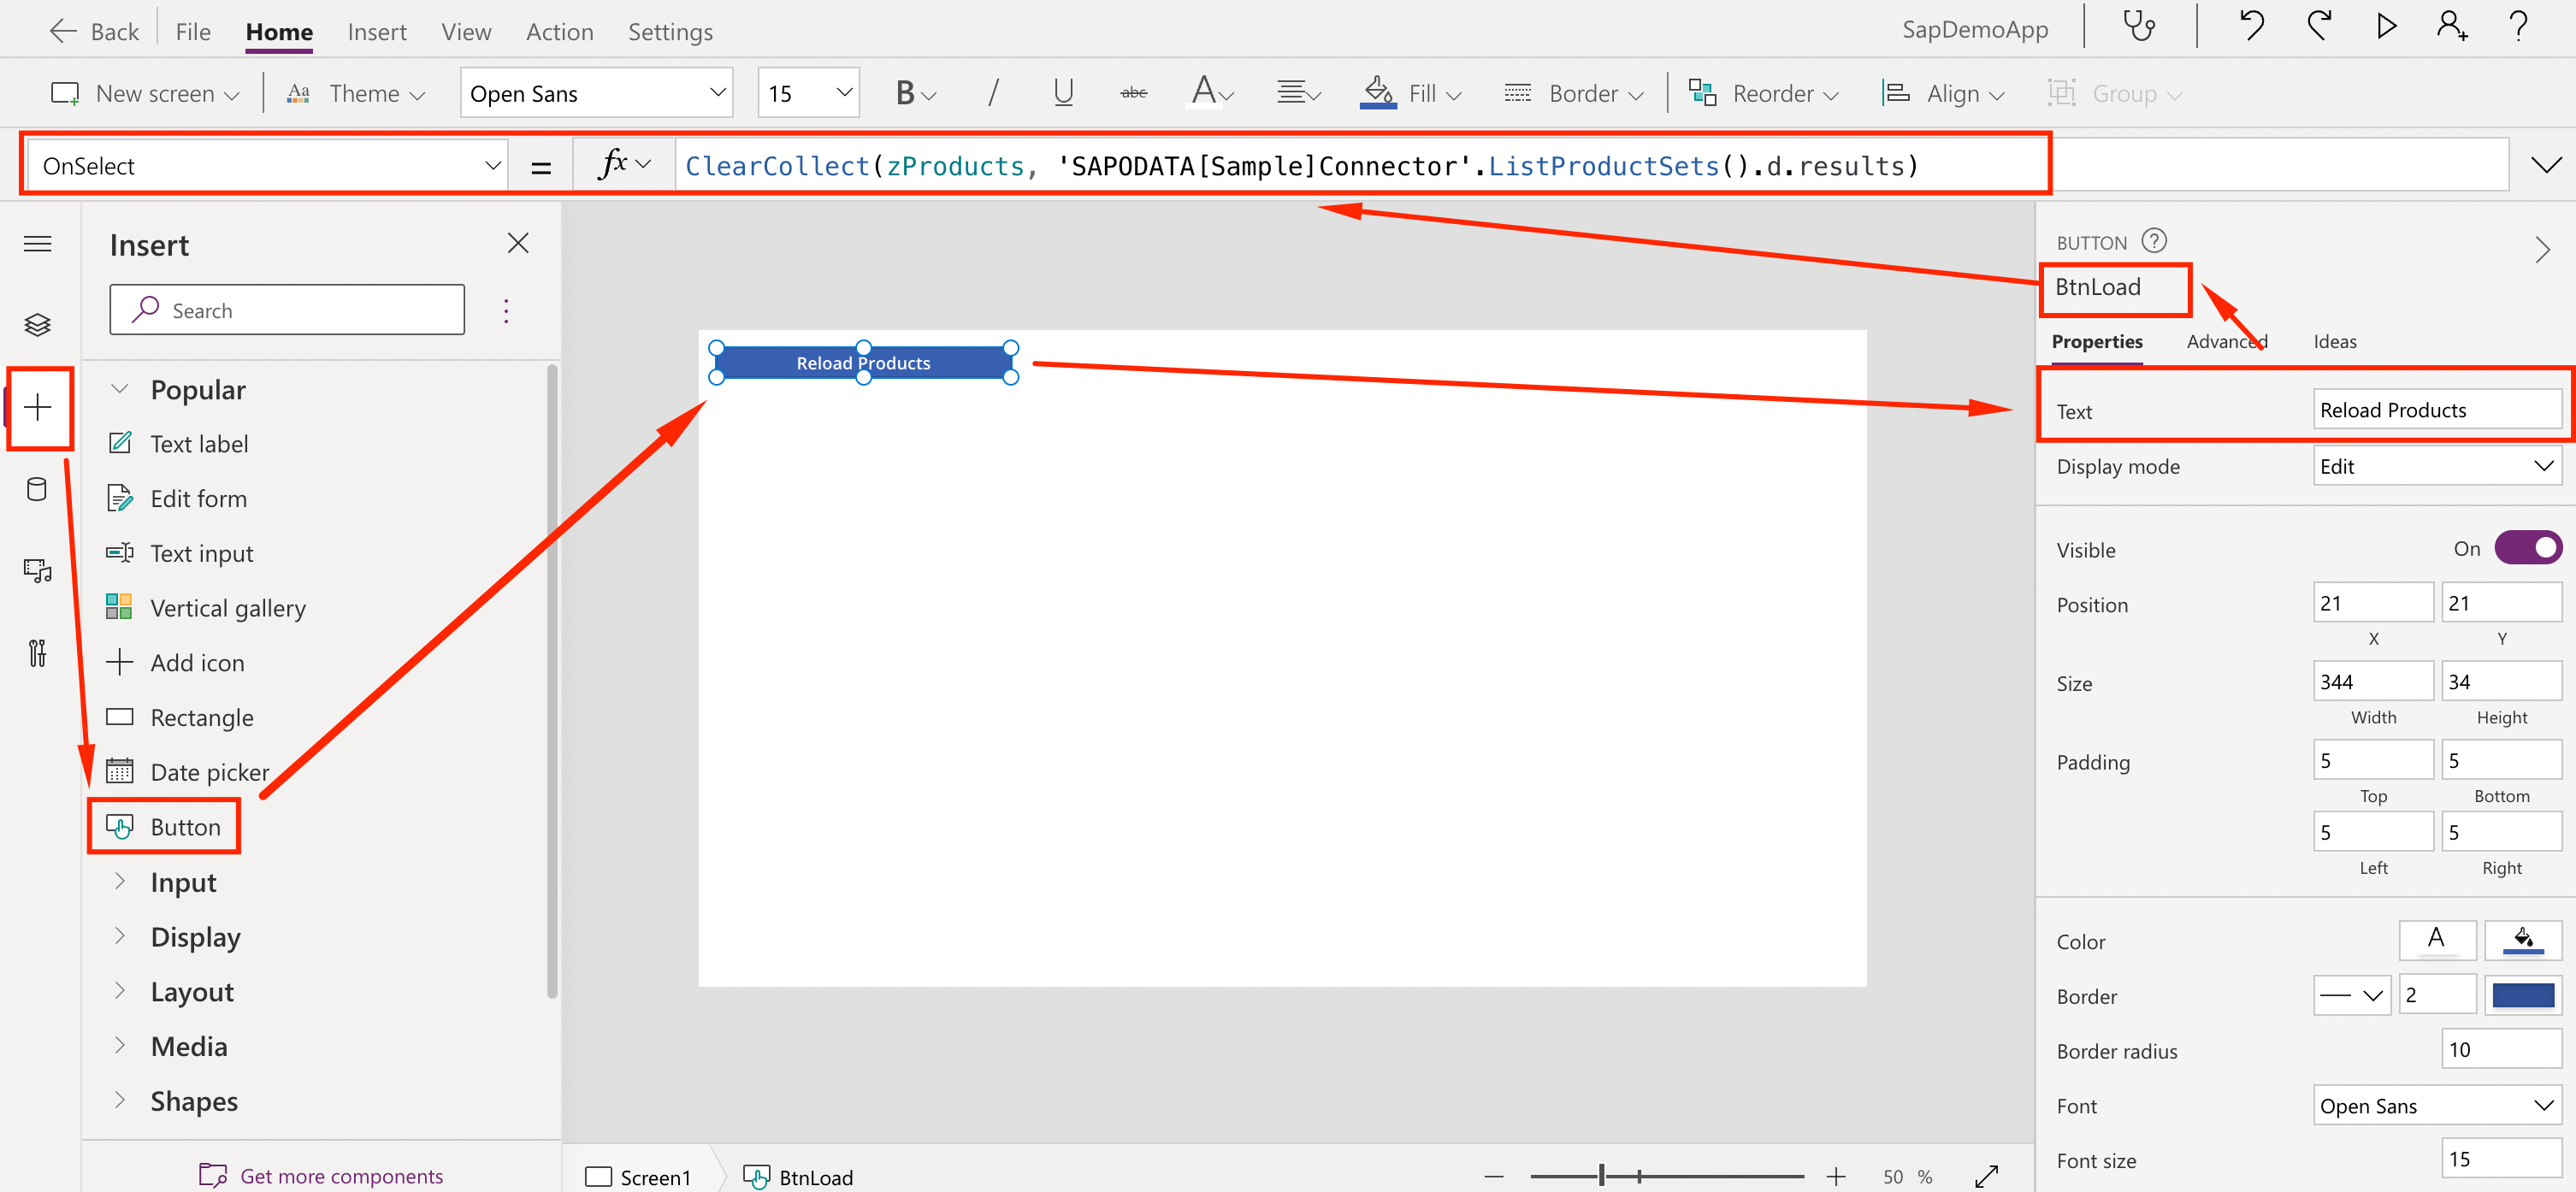 Back File Home Insert View Action Settings SapDemoApp ?
New screen Aa Theme Open Sans 15 B / U abc A Fill Border Reorder Align Group
OnSelect = fx ClearCollect(zProducts, 'SAPODATA[Sample]Connector'.ListProductSets().d.results)
Insert
Search
Popular
Text label
Edit form
Text input
Vertical gallery
Add icon
Rectangle
Date picker
Button
Input
Display
Layout
Media
Shapes
Get more components
Reload Products
Screen1 BtnLoad 50 %
BUTTON ?
BtnLoad
Properties Advanced Ideas
Text Reload Products
Display mode Edit
Visible On
Position 21 21
X Y
Size 344 34
Width Height
Padding 5 5
Top Bottom
5 5
Left Right
Color A
Border 2
Border radius 10
Font Open Sans
Font size 15